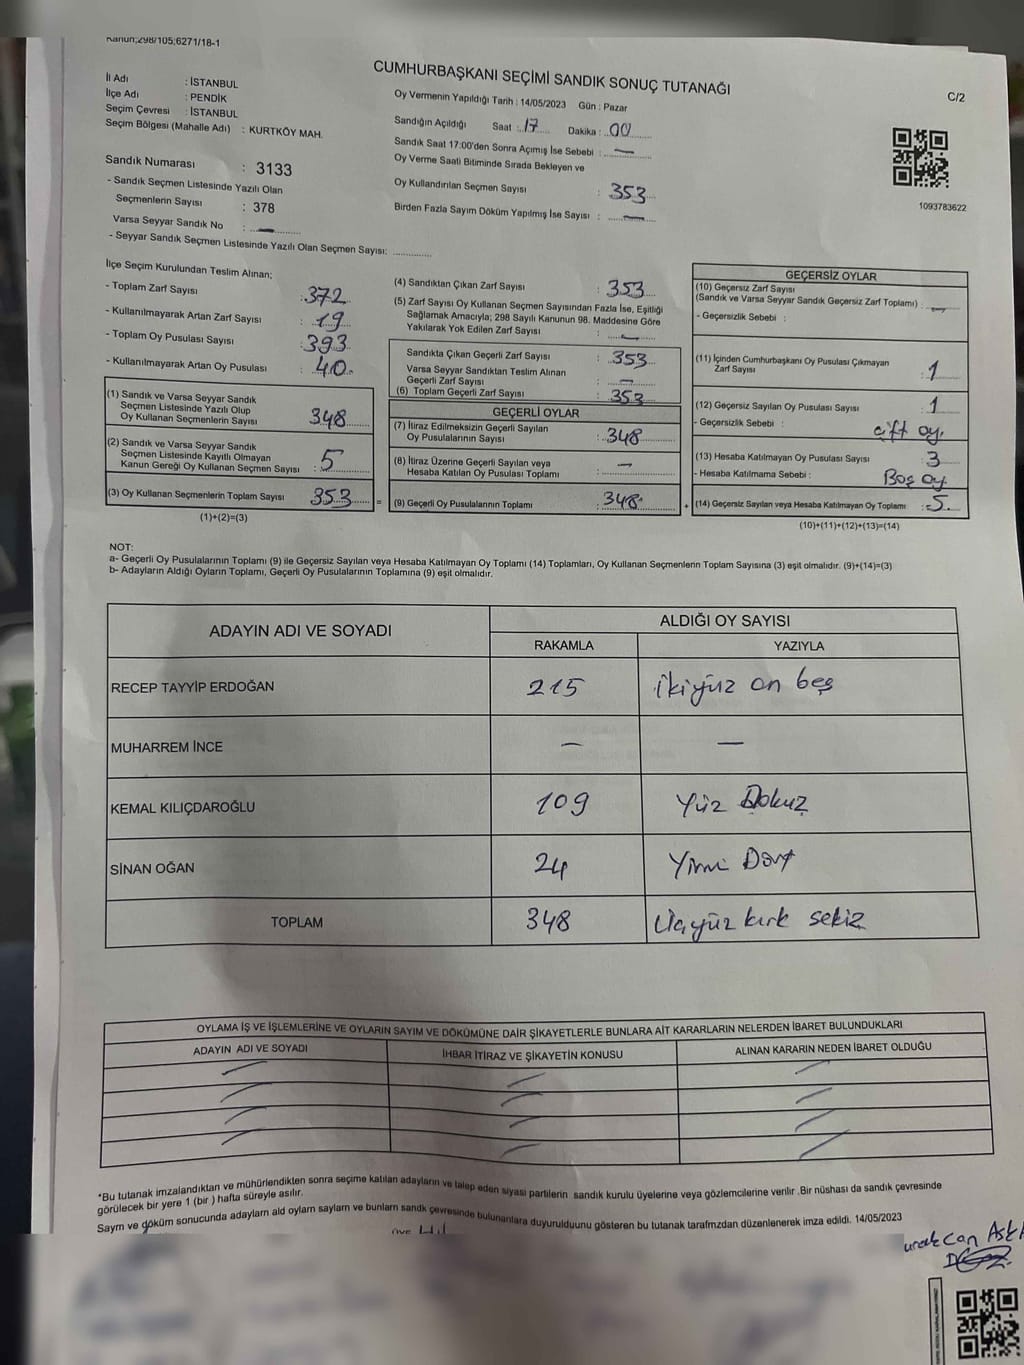 Kanun;298/105;6271/18-1
CUMHURBAŞKANI SEÇİMİ SANDIK SONUÇ TUTANAĞI
C/2
İl Adı : İSTANBUL
İlçe Adı : PENDİK
Seçim Çevresi : İSTANBUL
Seçim Bölgesi (Mahalle Adı) : KURTKÖY MAH.
Sandık Numarası : 3133
- Sandık Seçmen Listesinde Yazılı Olan
Seçmenlerin Sayısı : 378
Varsa Seyyar Sandık No : —
- Seyyar Sandık Seçmen Listesinde Yazılı Olan Seçmen Sayısı: ..............
Oy Vermenin Yapıldığı Tarih : 14/05/2023 Gün : Pazar
Sandığın Açıldığı Saat : 17 Dakika : 00
Sandık Saat 17:00'den Sonra Açımış İse Sebebi : —
Oy Verme Saati Bitiminde Sırada Bekleyen ve
Oy Kullandırılan Seçmen Sayısı : 353
Birden Fazla Sayım Döküm Yapılmış İse Sayısı : —
1093783622
İlçe Seçim Kurulundan Teslim Alınan;
- Toplam Zarf Sayısı : 372
- Kullanılmayarak Artan Zarf Sayısı : 19
- Toplam Oy Pusulası Sayısı : 393
- Kullanılmayarak Artan Oy Pusulası : 40
(1) Sandık ve Varsa Seyyar Sandık
Seçmen Listesinde Yazılı Olup
Oy Kullanan Seçmenlerin Sayısı 348
(2) Sandık ve Varsa Seyyar Sandık
Seçmen Listesinde Kayıtlı Olmayan
Kanun Gereği Oy Kullanan Seçmen Sayısı : 5
(3) Oy Kullanan Seçmenlerin Toplam Sayısı 353 =
(1)+(2)=(3)
(4) Sandıktan Çıkan Zarf Sayısı : 353
(5) Zarf Sayısı Oy Kullanan Seçmen Sayısından Fazla İse, Eşitliği
Sağlamak Amacıyla; 298 Sayılı Kanunun 98. Maddesine Göre
Yakılarak Yok Edilen Zarf Sayısı : —
Sandıkta Çıkan Geçerli Zarf Sayısı : 353
Varsa Seyyar Sandıktan Teslim Alınan
Geçerli Zarf Sayısı : —
(6) Toplam Geçerli Zarf Sayısı : 353
GEÇERLİ OYLAR
(7) İtiraz Edilmeksizin Geçerli Sayılan
Oy Pusulalarının Sayısı : 348
(8) İtiraz Üzerine Geçerli Sayılan veya
Hesaba Katılan Oy Pusulası Toplamı : —
(9) Geçerli Oy Pusulalarının Toplamı : 348 +
GEÇERSİZ OYLAR
(10) Geçersiz Zarf Sayısı
(Sandık ve Varsa Seyyar Sandık Geçersiz Zarf Toplamı) : —
- Geçersizlik Sebebi :
(11) İçinden Cumhurbaşkanı Oy Pusulası Çıkmayan
Zarf Sayısı : 1
(12) Geçersiz Sayılan Oy Pusulası Sayısı : 1
- Geçersizlik Sebebi : çift oy.
(13) Hesaba Katılmayan Oy Pusulası Sayısı : 3
- Hesaba Katılmama Sebebi : Boş oy.
(14) Geçersiz Sayılan veya Hesaba Katılmayan Oy Toplamı : 5.
(10)+(11)+(12)+(13)=(14)
NOT:
a- Geçerli Oy Pusulalarının Toplamı (9) ile Geçersiz Sayılan veya Hesaba Katılmayan Oy Toplamı (14) Toplamları, Oy Kullanan Seçmenlerin Toplam Sayısına (3) eşit olmalıdır. (9)+(14)=(3)
b- Adayların Aldığı Oyların Toplamı, Geçerli Oy Pusulalarının Toplamına (9) eşit olmalıdır.
ADAYIN ADI VE SOYADI ALDIĞI OY SAYISI
RAKAMLA YAZIYLA
RECEP TAYYİP ERDOĞAN 215 ikiyüz on beş
MUHARREM İNCE — —
KEMAL KILIÇDAROĞLU 109 Yüz Dokuz
SİNAN OĞAN 24 Yirmi Dört
TOPLAM 348 Üçyüz kırk sekiz
OYLAMA İŞ VE İŞLEMLERİNE VE OYLARIN SAYIM VE DÖKÜMÜNE DAİR ŞİKAYETLERLE BUNLARA AİT KARARLARIN NELERDEN İBARET BULUNDUKLARI
ADAYIN ADI VE SOYADI İHBAR İTİRAZ VE ŞİKAYETİN KONUSU ALINAN KARARIN NEDEN İBARET OLDUĞU
*Bu tutanak imzalandıktan ve mühürlendikten sonra seçime katılan adayların ve talep eden siyasi partilerin sandık kurulu üyelerine veya gözlemcilerine verilir .Bir nüshası da sandık çevresinde
görülecek bir yere 1 (bir ) hafta süreyle asılır.
Sayım ve döküm sonucunda adayların ald oyların sayların ve bunların sandk çevresinde bulunanlara duyurulduunu gösteren bu tutanak tarafmzdan düzenlenerek imza edildi. 14/05/2023